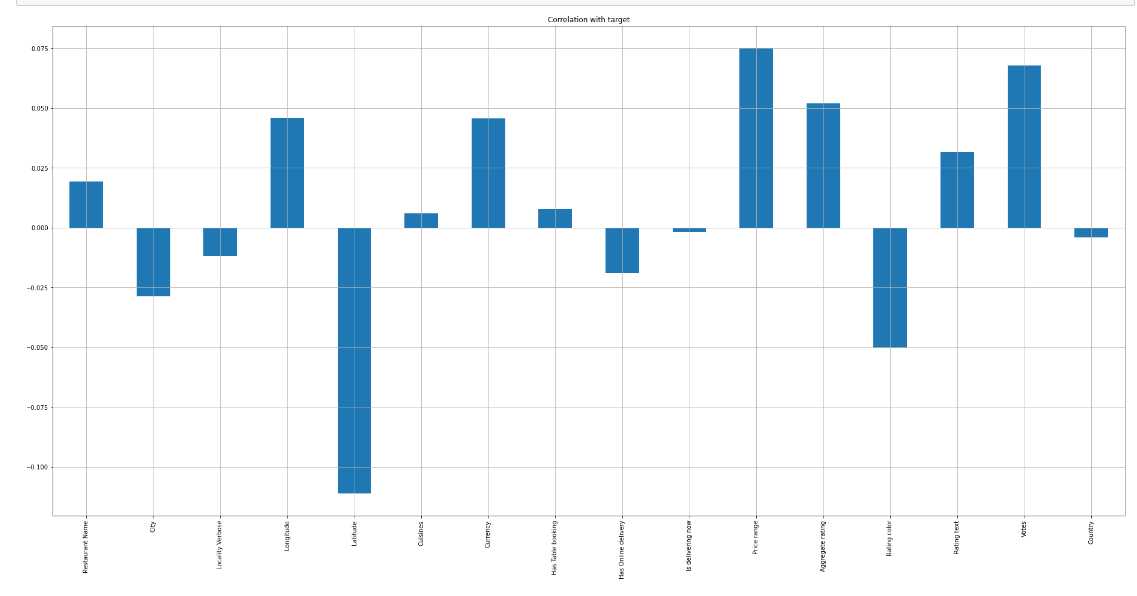 Correlation with target
0.075
0.050
0.025
0.000
−0.025
−0.050
−0.075
−0.100
Restaurant Name
City
Locality Verbose
Longitude
Latitude
Cuisines
Currency
Has Table booking
Has Online delivery
Is delivering now
Price range
Aggregate rating
Rating color
Rating text
Votes
Country